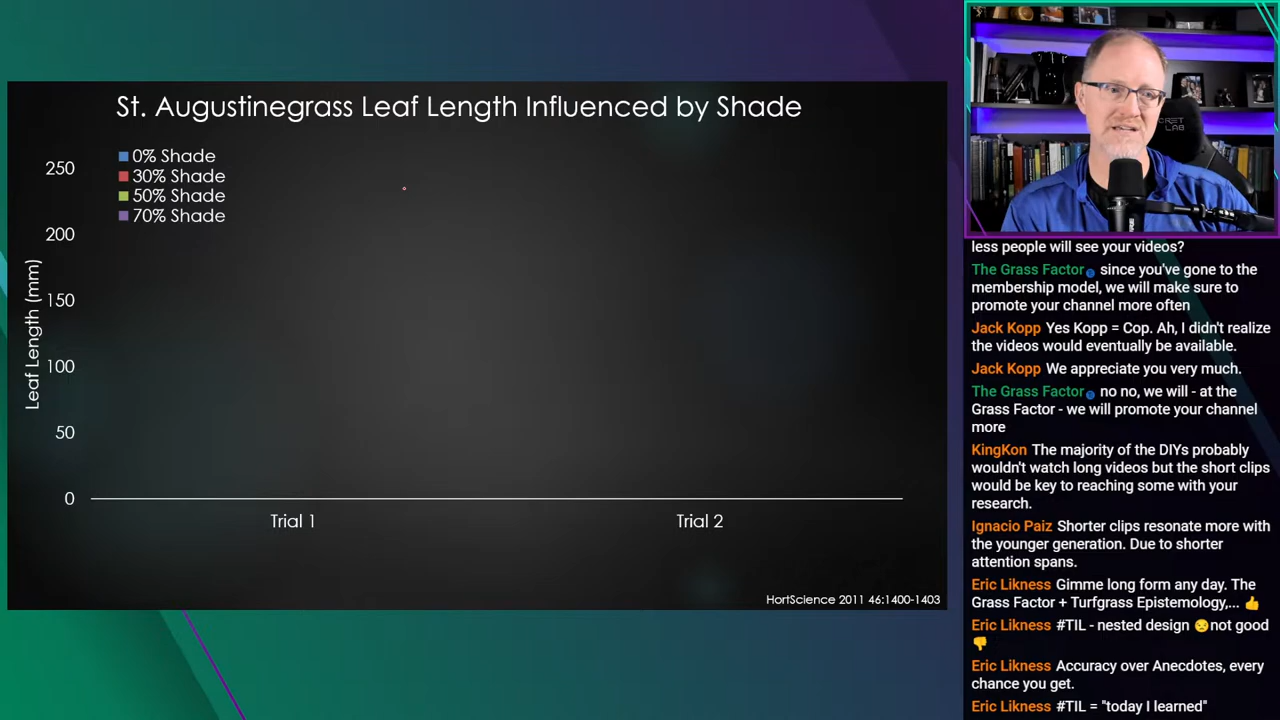 St. Augustinegrass Leaf Length Influenced by Shade
0% Shade
30% Shade
50% Shade
70% Shade
250
200
150
100
50
0
Leaf Length (mm)
Trial 1
Trial 2
HortScience 2011 46:1400-1403
CRET
LAB
less people will see your videos?
The Grass Factor since you've gone to the
membership model, we will make sure to
promote your channel more often
Jack Kopp Yes Kopp = Cop. Ah, I didn't realize
the videos would eventually be available.
Jack Kopp We appreciate you very much.
The Grass Factor no no, we will - at the
Grass Factor - we will promote your channel
more
KingKon The majority of the DIYs probably
wouldn't watch long videos but the short clips
would be key to reaching some with your
research.
Ignacio Paiz Shorter clips resonate more with
the younger generation. Due to shorter
attention spans.
Eric Likness Gimme long form any day. The
Grass Factor + Turfgrass Epistemology,... 👍
Eric Likness #TIL - nested design 😟not good
👎
Eric Likness Accuracy over Anecdotes, every
chance you get.
Eric Likness #TIL = "today I learned"